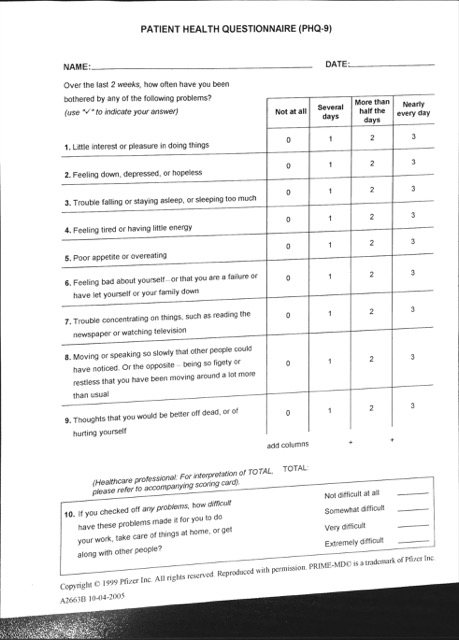 PATIENT HEALTH QUESTIONNAIRE (PHQ-9)
NAME: DATE:
Over the last 2 weeks, how often have you been
bothered by any of the following problems?
(use "✓" to indicate your answer)
Not at all
Several
days
More than
half the
days
Nearly
every day
1. Little interest or pleasure in doing things 0 1 2 3
2. Feeling down, depressed, or hopeless 0 1 2 3
3. Trouble falling or staying asleep, or sleeping too much 0 1 2 3
4. Feeling tired or having little energy 0 1 2 3
5. Poor appetite or overeating 0 1 2 3
6. Feeling bad about yourself—or that you are a failure or
have let yourself or your family down 0 1 2 3
7. Trouble concentrating on things, such as reading the
newspaper or watching television 0 1 2 3
8. Moving or speaking so slowly that other people could
have noticed. Or the opposite – being so figety or
restless that you have been moving around a lot more
than usual 0 1 2 3
9. Thoughts that you would be better off dead, or of
hurting yourself 0 1 2 3
add columns + +
(Healthcare professional: For interpretation of TOTAL, TOTAL:
please refer to accompanying scoring card).
10. If you checked off any problems, how difficult
have these problems made it for you to do
your work, take care of things at home, or get
along with other people?
Not difficult at all
Somewhat difficult
Very difficult
Extremely difficult
Copyright © 1999 Pfizer Inc. All rights reserved. Reproduced with permission. PRIME-MD© is a trademark of Pfizer Inc.
A2663B 10-04-2005